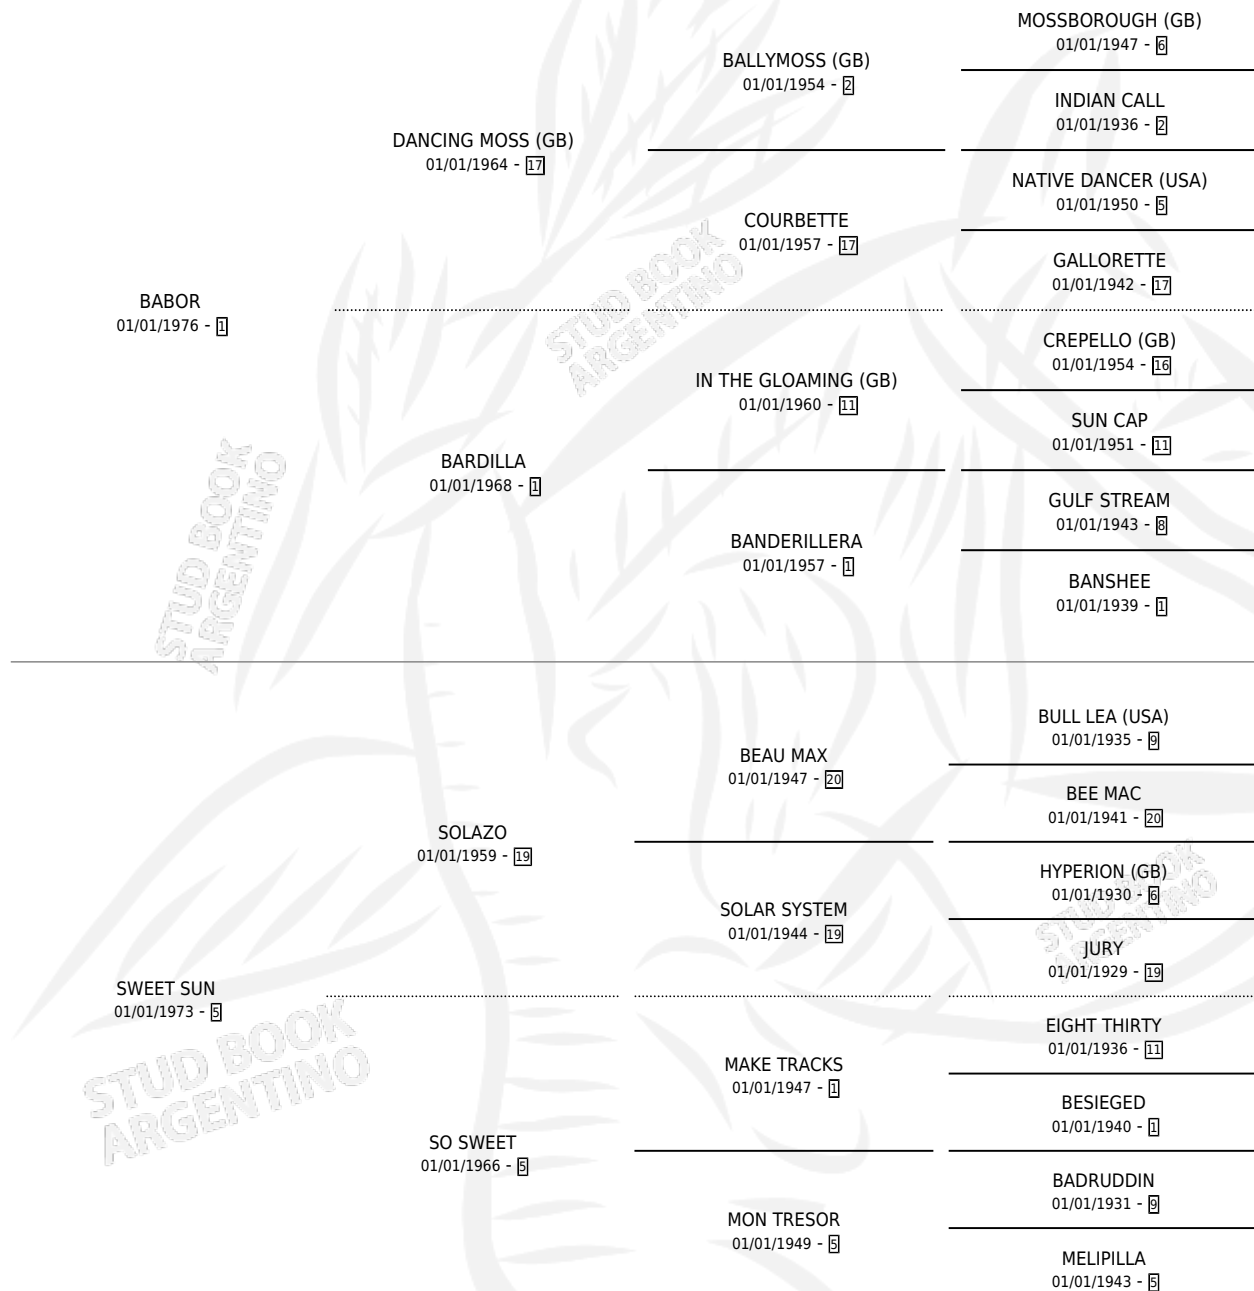 MOSSBOROUGH (GB)
01/01/1947 - 6
BALLYMOSS (GB)
01/01/1954 - 2
INDIAN CALL
01/01/1936 - 2
DANCING MOSS (GB)
01/01/1964 - 17
NATIVE DANCER (USA)
01/01/1950 - 5
COURBETTE
01/01/1957 - 17
GALLORETTE
01/01/1942 - 17
BABOR
01/01/1976 - 1
CREPELLO (GB)
01/01/1954 - 16
IN THE GLOAMING (GB)
01/01/1960 - 11
SUN CAP
01/01/1951 - 11
BARDILLA
01/01/1968 - 1
GULF STREAM
01/01/1943 - 8
BANDERILLERA
01/01/1957 - 1
BANSHEE
01/01/1939 - 1
BULL LEA (USA)
01/01/1935 - 9
BEAU MAX
01/01/1947 - 20
BEE MAC
01/01/1941 - 20
SOLAZO
01/01/1959 - 19
HYPERION (GB)
01/01/1930 - 6
SOLAR SYSTEM
01/01/1944 - 19
JURY
01/01/1929 - 19
SWEET SUN
01/01/1973 - 5
EIGHT THIRTY
01/01/1936 - 11
MAKE TRACKS
01/01/1947 - 1
BESIEGED
01/01/1940 - 1
SO SWEET
01/01/1966 - 5
BADRUDDIN
01/01/1931 - 9
MON TRESOR
01/01/1949 - 5
MELIPILLA
01/01/1943 - 5
STUD BOOK
ARGENTINO
STUD BOOK
ARGENTINO
STUD BOOK
ARGENTINO
STUD BOOK
ARGENTINO